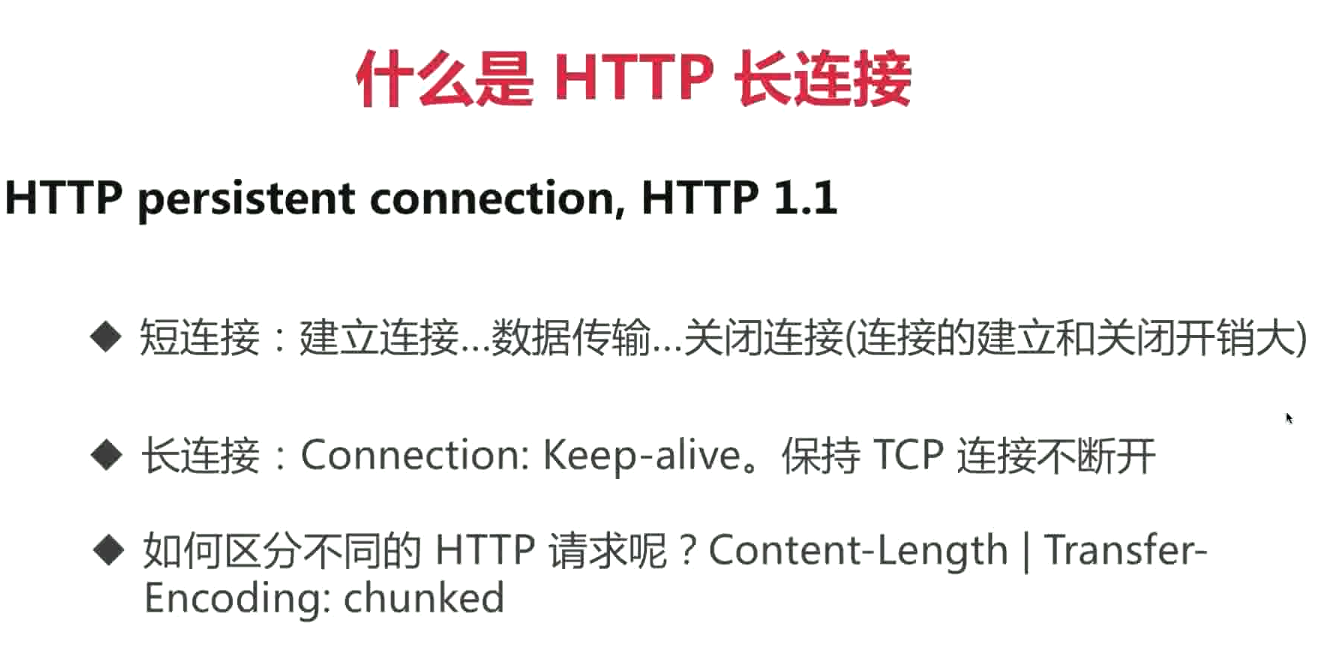 什么是 HTTP 长连接
HTTP persistent connection, HTTP 1.1
◆ 短连接：建立连接...数据传输...关闭连接(连接的建立和关闭开销大)
◆ 长连接：Connection: Keep-alive。保持 TCP 连接不断开
◆ 如何区分不同的 HTTP 请求呢？Content-Length | Transfer-
Encoding: chunked